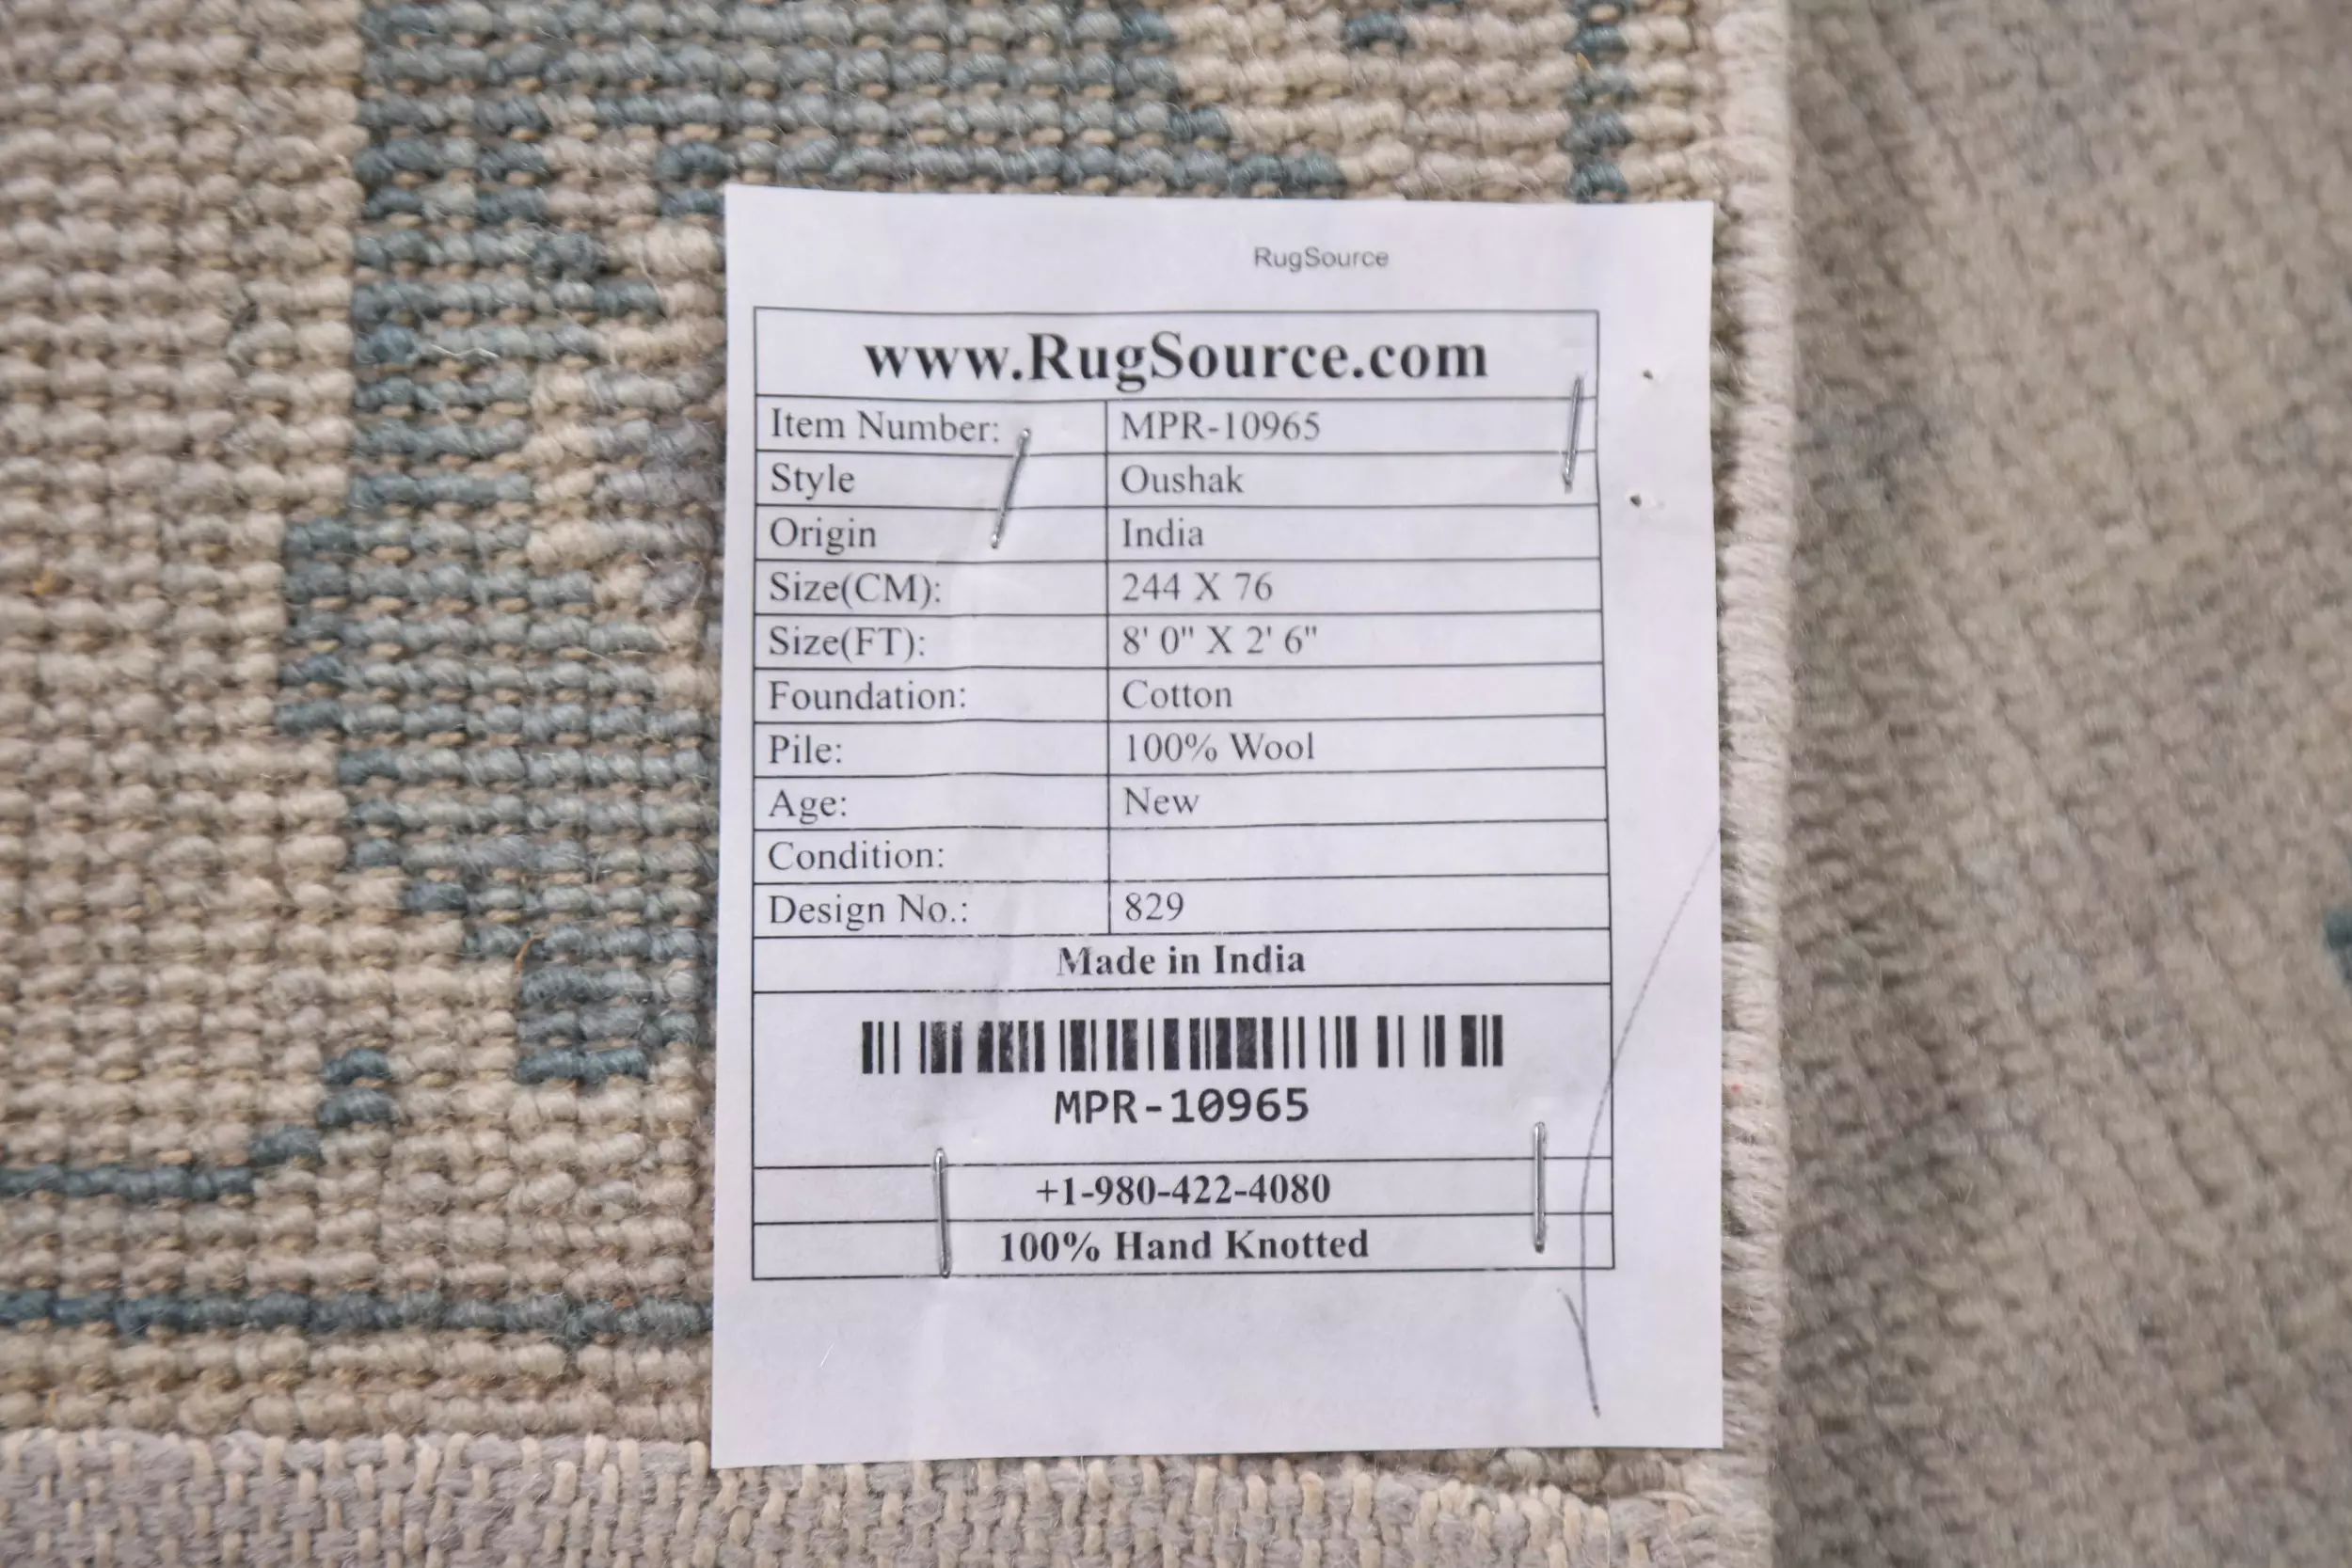 RugSource
www.RugSource.com
Item Number: MPR-10965
Style Oushak
Origin India
Size(CM): 244 X 76
Size(FT): 8' 0" X 2' 6"
Foundation: Cotton
Pile: 100% Wool
Age: New
Condition:
Design No.: 829
Made in India
MPR-10965
+1-980-422-4080
100% Hand Knotted